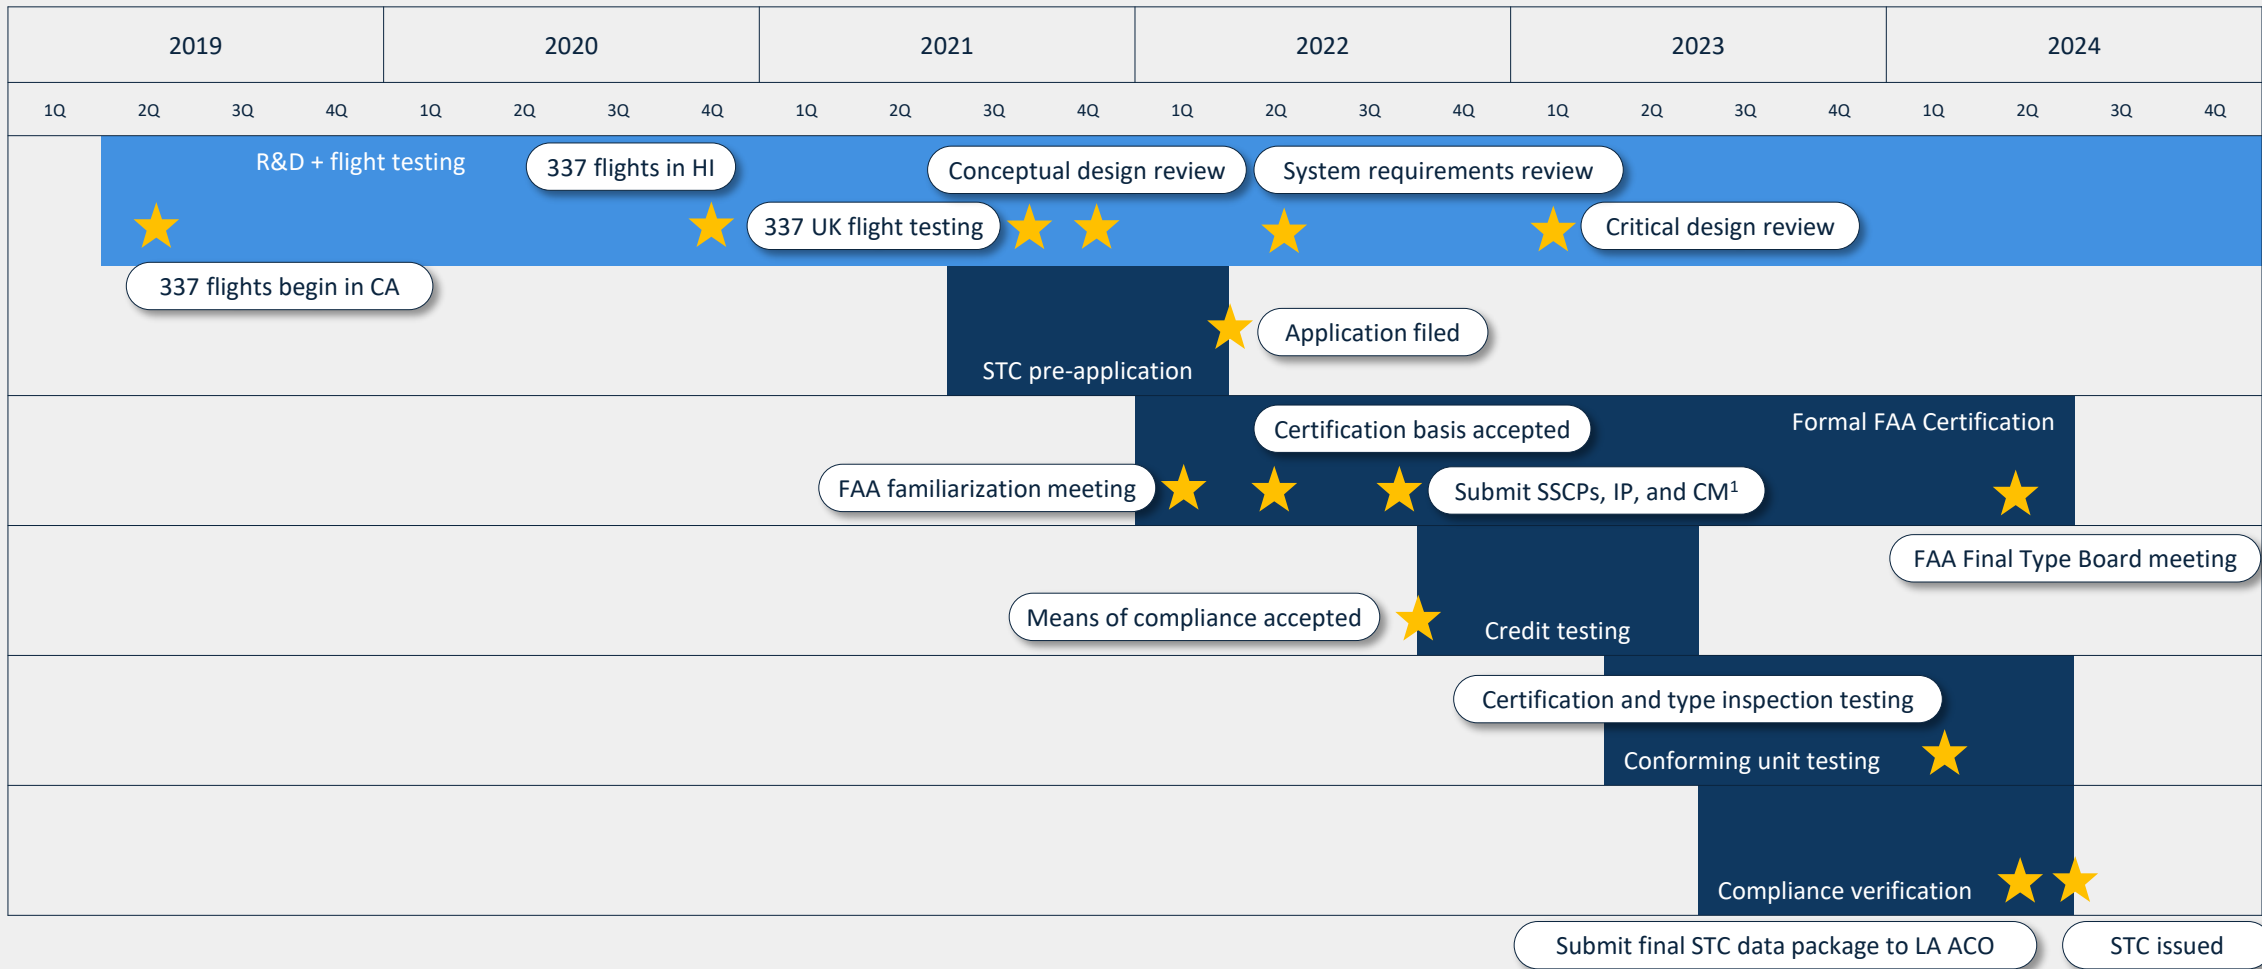 2019 2020 2021 2022 2023 2024
1Q 2Q 3Q 4Q 1Q 2Q 3Q 4Q 1Q 2Q 3Q 4Q 1Q 2Q 3Q 4Q 1Q 2Q 3Q 4Q 1Q 2Q 3Q 4Q
R&D + flight testing
337 flights in HI
Conceptual design review
System requirements review
337 UK flight testing
Critical design review
337 flights begin in CA
Application filed
STC pre-application
Certification basis accepted
Formal FAA Certification
FAA familiarization meeting
Submit SSCPs, IP, and CM¹
FAA Final Type Board meeting
Means of compliance accepted
Credit testing
Certification and type inspection testing
Conforming unit testing
Compliance verification
Submit final STC data package to LA ACO
STC issued